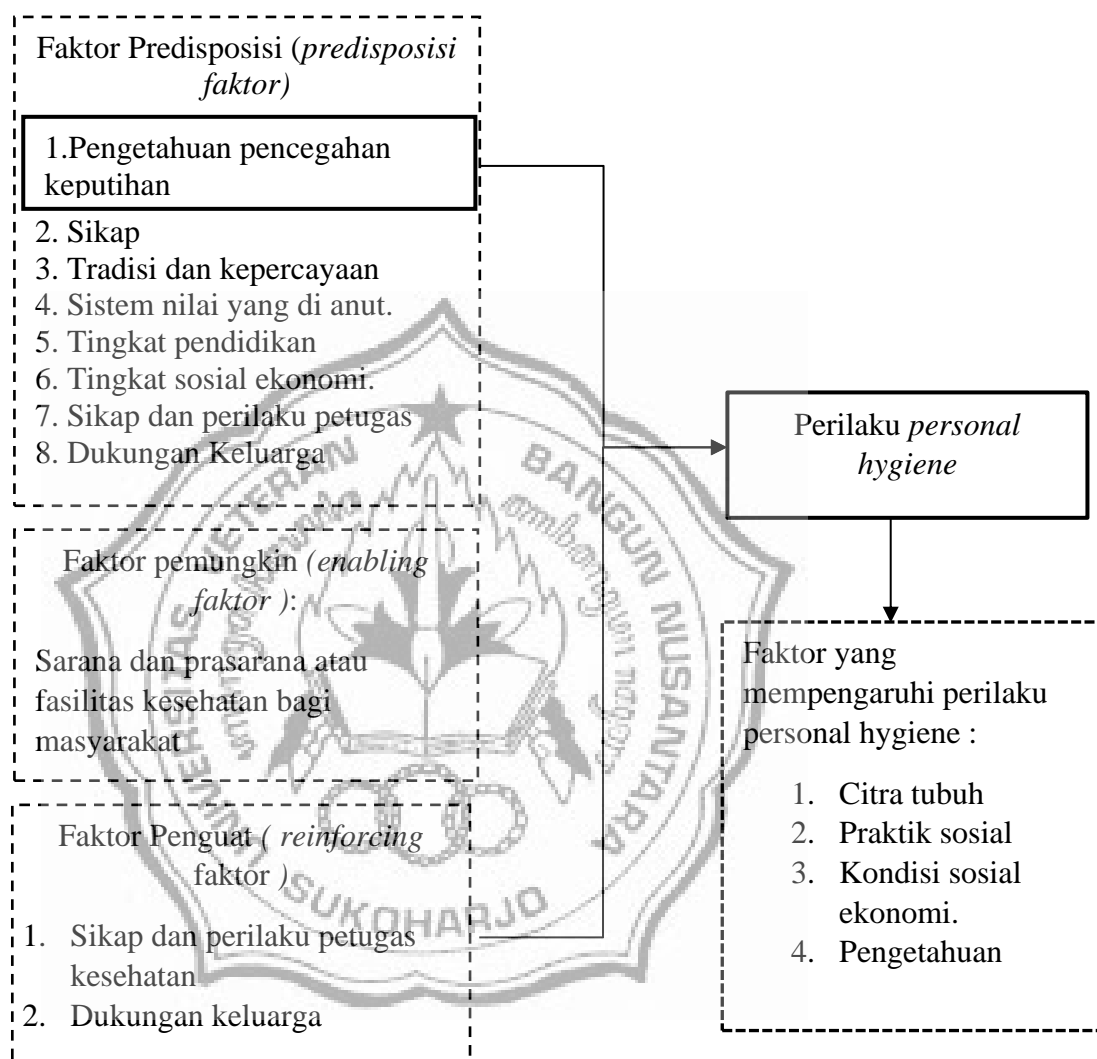 Faktor Predisposisi (predisposisi
faktor)
1.Pengetahuan pencegahan
keputihan
2. Sikap
3. Tradisi dan kepercayaan
4. Sistem nilai yang di anut.
5. Tingkat pendidikan
6. Tingkat sosial ekonomi.
7. Sikap dan perilaku petugas
8. Dukungan Keluarga
Faktor pemungkin (enabling
faktor ):
Sarana dan prasarana atau
fasilitas kesehatan bagi
masyarakat
Faktor Penguat ( reinforcing
faktor )
1. Sikap dan perilaku petugas
kesehatan
2. Dukungan keluarga
Perilaku personal
hygiene
Faktor yang
mempengaruhi perilaku
personal hygiene :
1. Citra tubuh
2. Praktik sosial
3. Kondisi sosial
ekonomi.
4. Pengetahuan
UNIVERSITAS VETERAN BANGUN NUSANTARA
SUKOHARJO